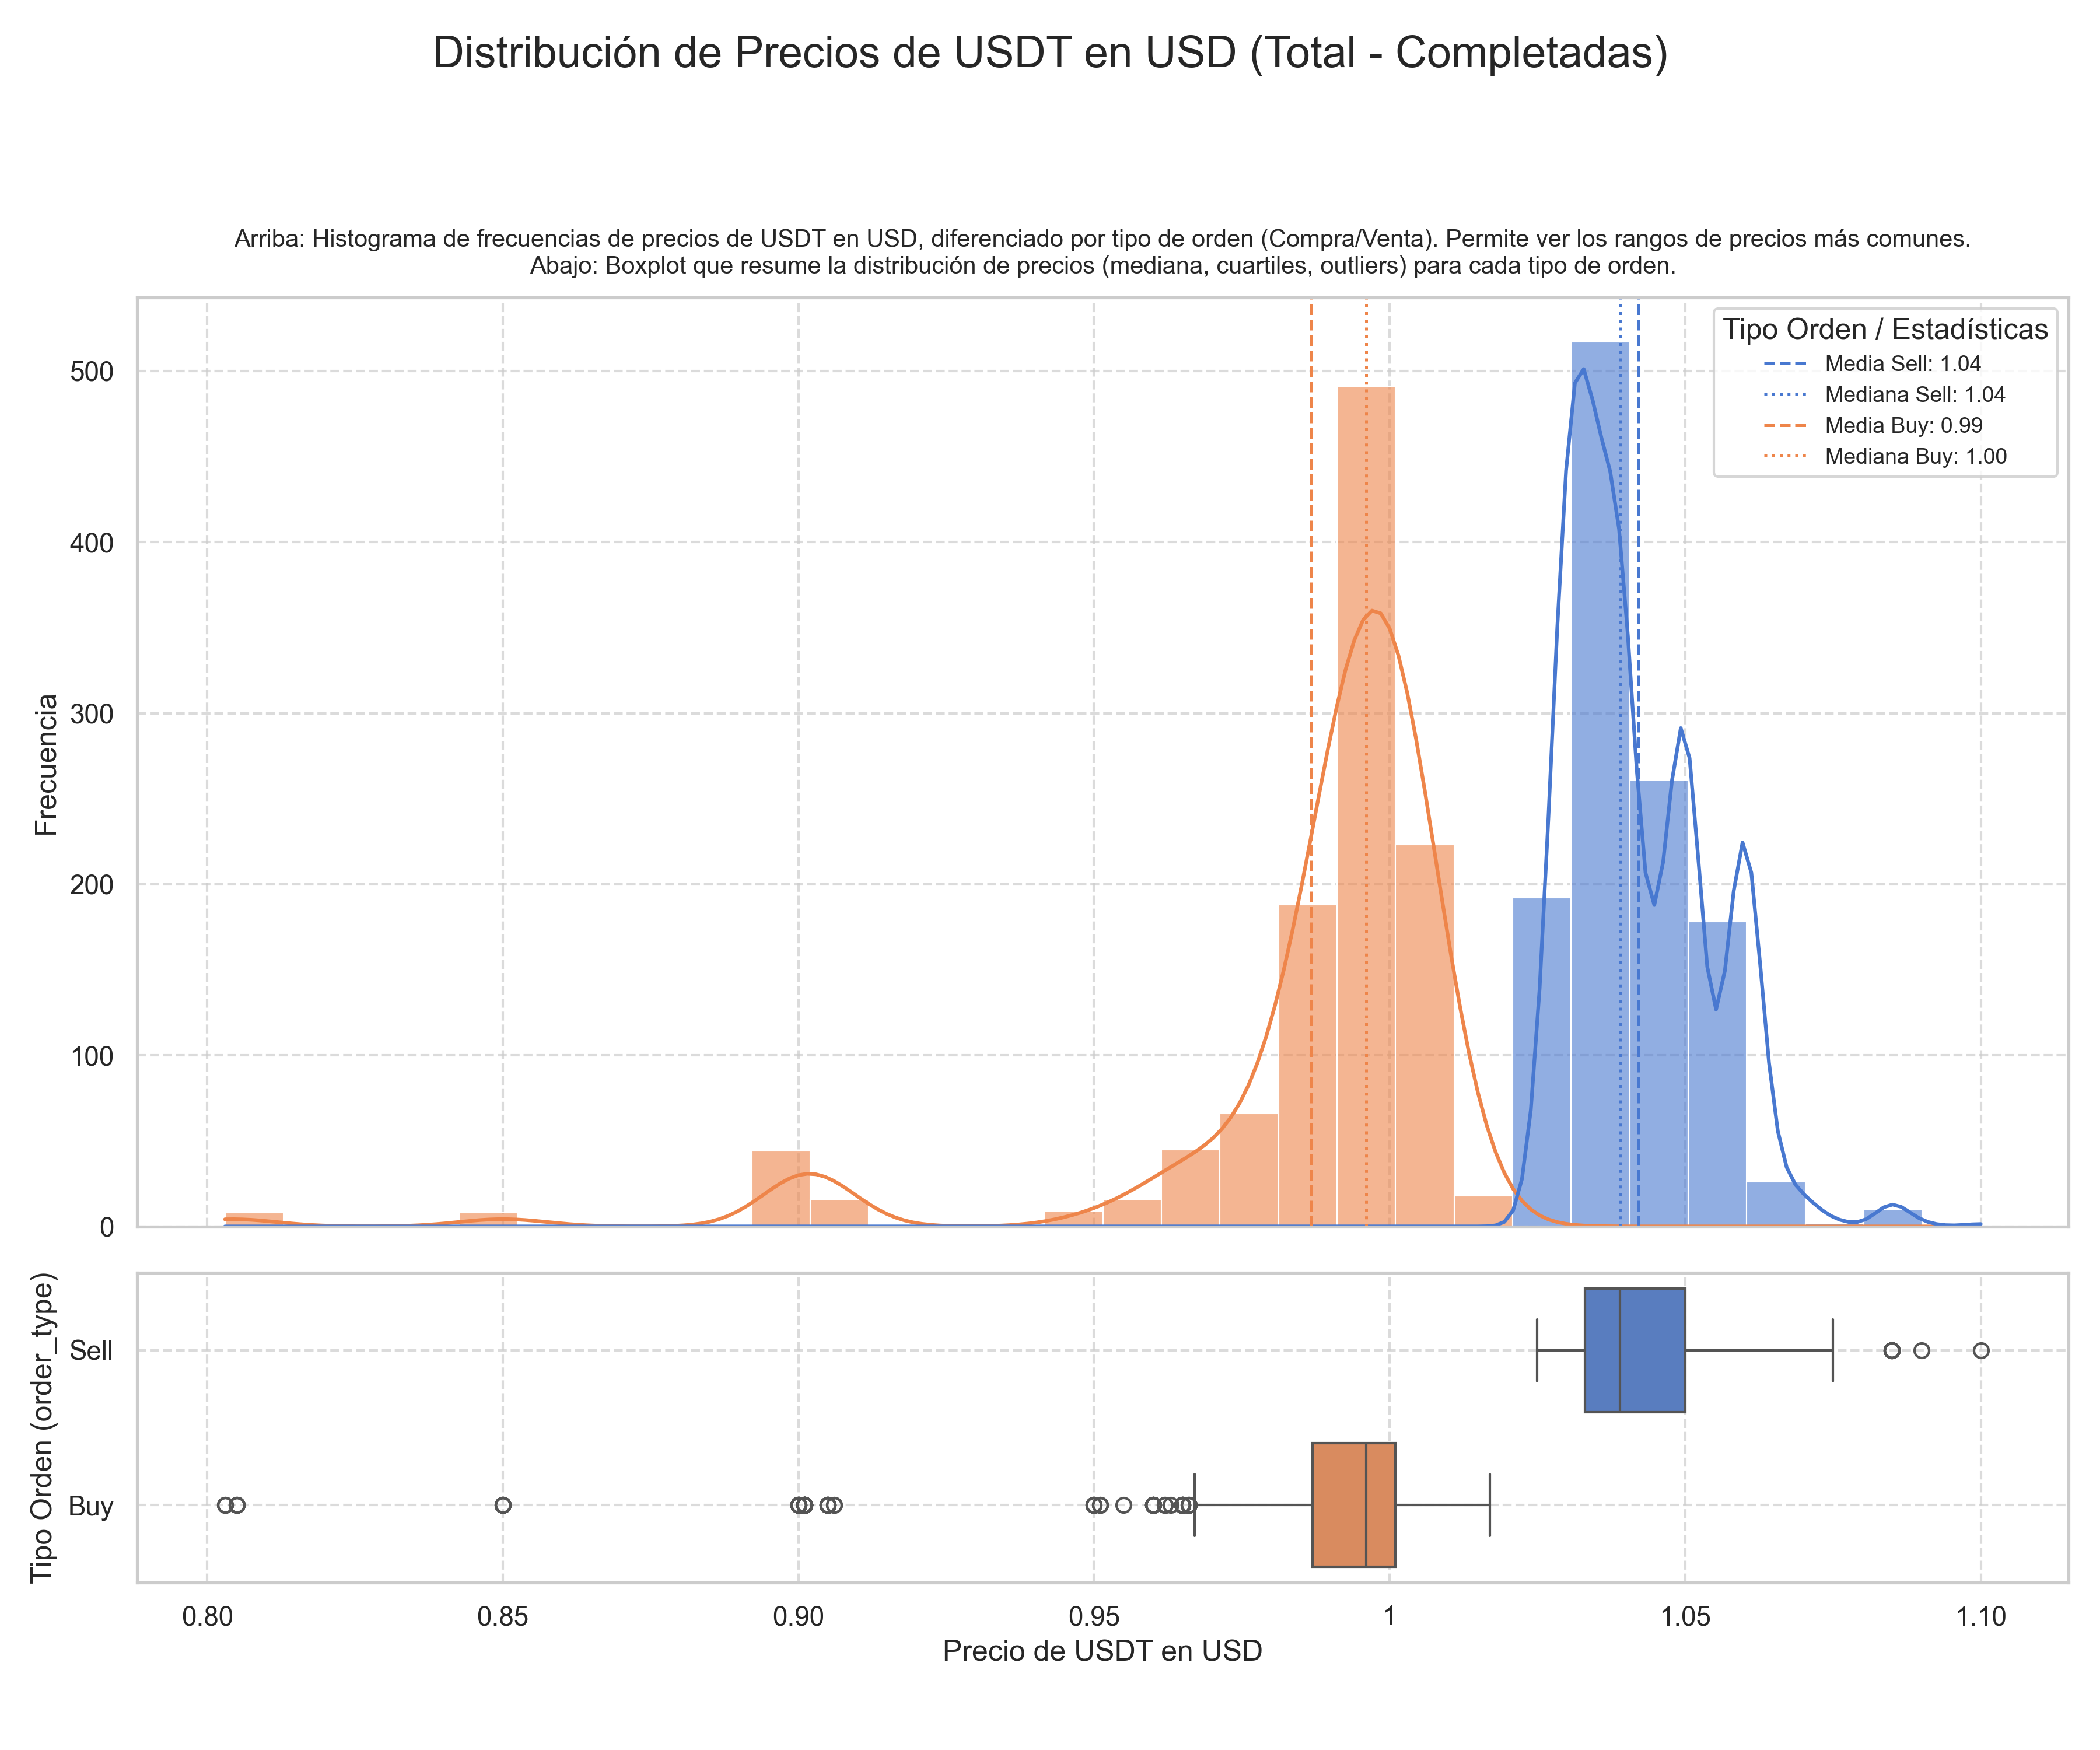 Distribución de Precios de USDT en USD (Total - Completadas)
Arriba: Histograma de frecuencias de precios de USDT en USD, diferenciado por tipo de orden (Compra/Venta). Permite ver los rangos de precios más comunes.
Abajo: Boxplot que resume la distribución de precios (mediana, cuartiles, outliers) para cada tipo de orden.
Tipo Orden / Estadísticas
Media Sell: 1.04
Mediana Sell: 1.04
Media Buy: 0.99
Mediana Buy: 1.00
Frecuencia
500
400
300
200
100
0
Tipo Orden (order_type)
Sell
Buy
0.80
0.85
0.90
0.95
1
1.05
1.10
Precio de USDT en USD